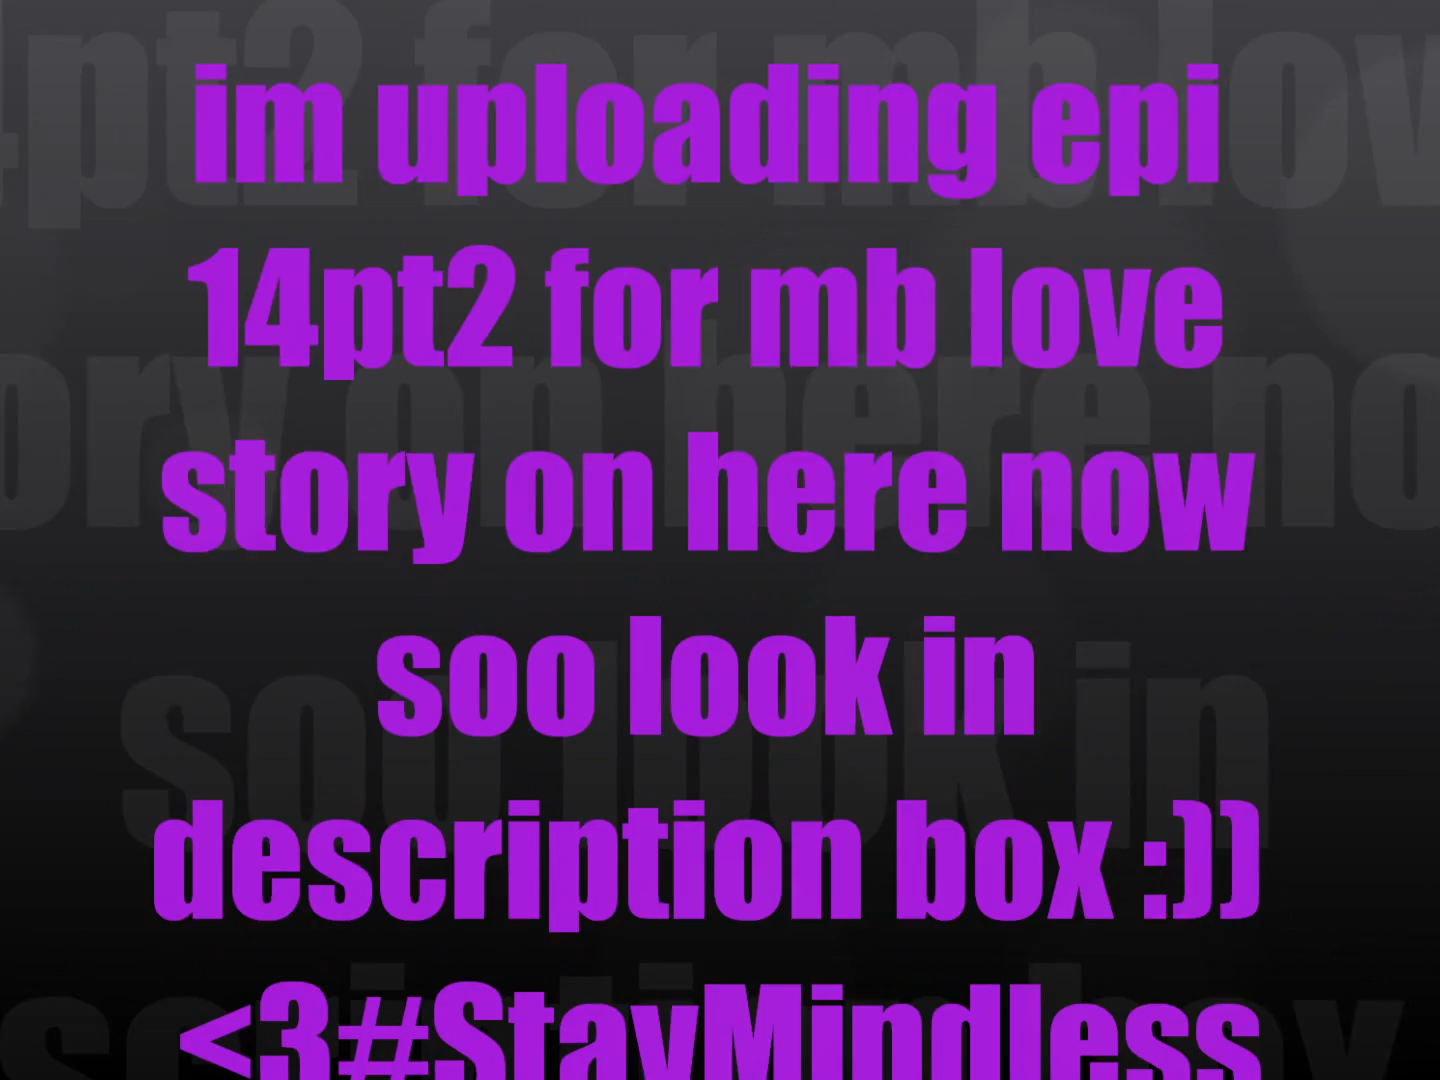 im uploading epi
14pt2 for mb love
story on here now
soo look in
description box :))
<3#StayMindless